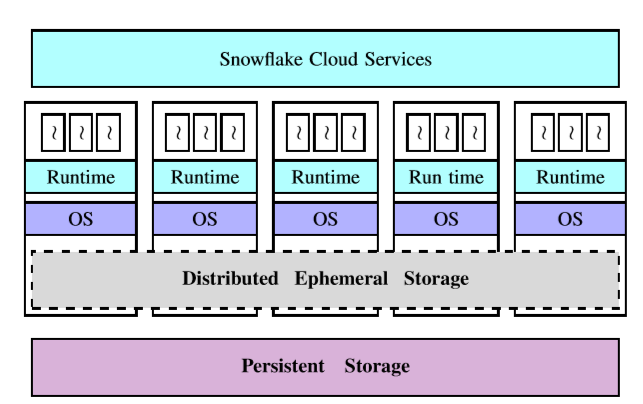 Snowflake Cloud Services
~ ~ ~ ~ ~ ~ ~ ~ ~ ~ ~ ~ ~ ~ ~
Runtime Runtime Runtime Run time Runtime
OS OS OS OS OS
Distributed Ephemeral Storage
Persistent Storage